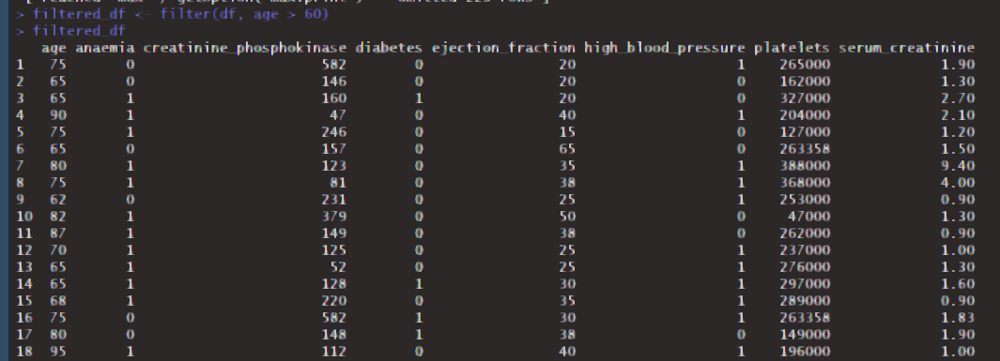 > filtered_df <- filter(df, age > 60)
> filtered_df
age anaemia creatinine_phosphokinase diabetes ejection_fraction high_blood_pressure platelets serum_creatinine
1 75 0 582 0 20 1 265000 1.90
2 65 0 146 0 20 0 162000 1.30
3 65 1 160 1 20 0 327000 2.70
4 90 1 47 0 40 1 204000 2.10
5 75 1 246 0 15 0 127000 1.20
6 65 0 157 0 65 0 263358 1.50
7 80 1 123 0 35 1 388000 9.40
8 75 1 81 0 38 1 368000 4.00
9 62 0 231 0 25 1 253000 0.90
10 82 1 379 0 50 0 47000 1.30
11 87 1 149 0 38 0 262000 0.90
12 70 1 125 0 25 1 237000 1.00
13 65 1 52 0 25 1 276000 1.30
14 65 1 128 1 30 1 297000 1.60
15 68 1 220 0 35 1 289000 0.90
16 75 0 582 1 30 1 263358 1.83
17 80 0 148 1 38 0 149000 1.90
18 95 1 112 0 40 1 196000 1.00